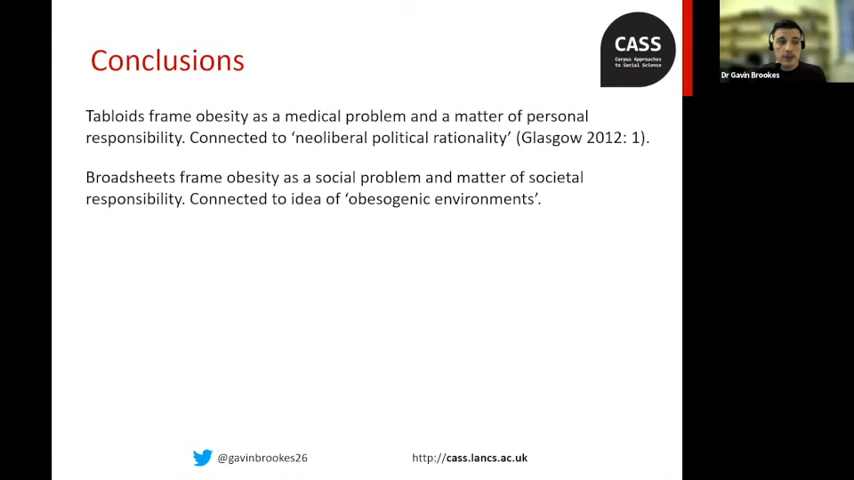 Conclusions
CASS
Corpus Approaches
to Social Science
Dr Gavin Brookes
Tabloids frame obesity as a medical problem and a matter of personal
responsibility. Connected to ‘neoliberal political rationality’ (Glasgow 2012: 1).
Broadsheets frame obesity as a social problem and matter of societal
responsibility. Connected to idea of ‘obesogenic environments’.
@gavinbrookes26
http://cass.lancs.ac.uk